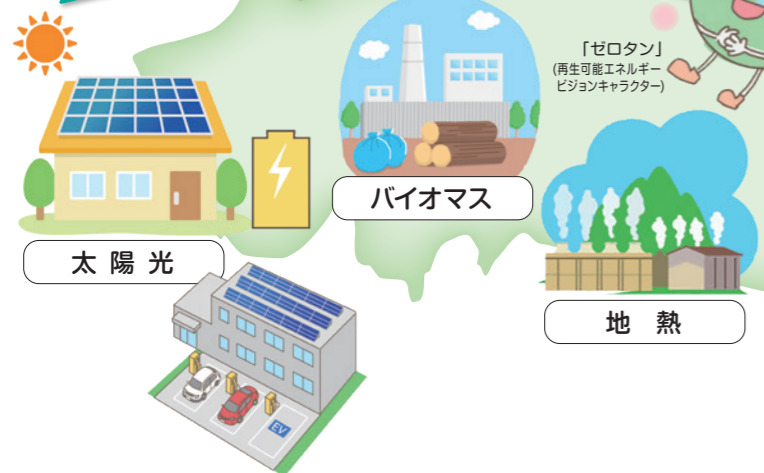 「ゼロタン」
(再生可能エネルギー
ビジョンキャラクター)
バイオマス
太陽光
地熱
EV